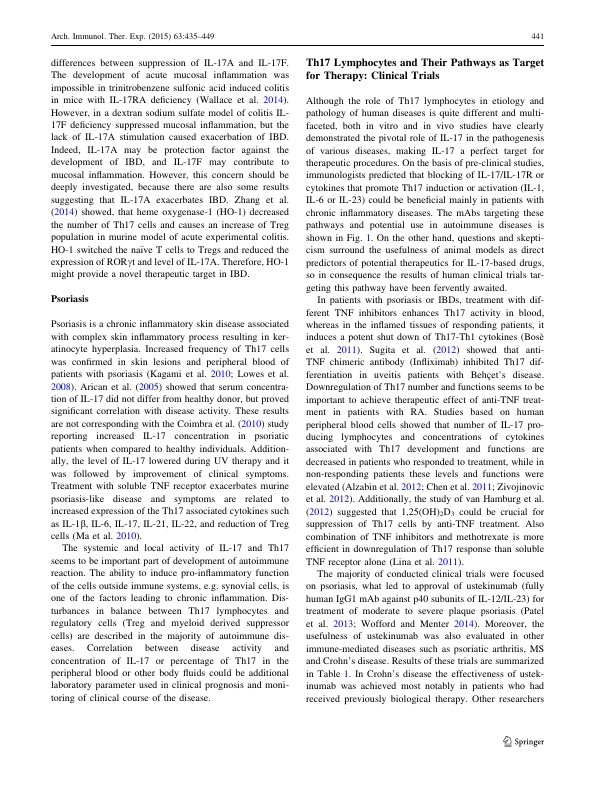 Arch. Immunol. Ther. Exp. (2015) 63:435–449
441
differences between suppression of IL-17A and IL-17F.
The development of acute mucosal inflammation was
impossible in trinitrobenzene sulfonic acid induced colitis
in mice with IL-17RA deficiency (Wallace et al. 2014).
However, in a dextran sodium sulfate model of colitis IL-
17F deficiency suppressed mucosal inflammation, but the
lack of IL-17A stimulation caused exacerbation of IBD.
Indeed, IL-17A may be protection factor against the
development of IBD, and IL-17F may contribute to
mucosal inflammation. However, this concern should be
deeply investigated, because there are also some results
suggesting that IL-17A exacerbates IBD. Zhang et al.
(2014) showed, that heme oxygenase-1 (HO-1) decreased
the number of Th17 cells and causes an increase of Treg
population in murine model of acute experimental colitis.
HO-1 switched the naïve T cells to Tregs and reduced the
expression of RORγt and level of IL-17A. Therefore, HO-1
might provide a novel therapeutic target in IBD.
Psoriasis
Psoriasis is a chronic inflammatory skin disease associated
with complex skin inflammation process resulting in ker-
atinocyte hyperplasia. Increased frequency of Th17 cells
was confirmed in skin lesions and peripheral blood of
patients with psoriasis (Kagami et al. 2010; Lowes et al.
2008). Arican et al. (2005) showed that serum concentra-
tion of IL-17 did not differ from healthy donor, but proved
significant correlation with disease activity. These results
are not corresponding with the Coimbra et al. (2010) study
reporting increased IL-17 concentration in psoriatic
patients when compared to healthy individuals. Addition-
ally, the level of IL-17 lowered during UV therapy and it
was followed by improvement of clinical symptoms.
Treatment with soluble TNF receptor exacerbates murine
psoriasis-like disease and symptoms are related to
increased expression of the Th17 associated cytokines such
as IL-1β, IL-6, IL-17, IL-21, IL-22, and reduction of Treg
cells (Ma et al. 2010).
The systemic and local activity of IL-17 and Th17
seems to be important part of development of autoimmune
reaction. The ability to induce pro-inflammatory function
of the cells outside immune systems, e.g. synovial cells, is
one of the factors leading to chronic inflammation. Dis-
turbances in balance between Th17 lymphocytes and
regulatory cells (Treg and myeloid derived suppressor
cells) are described in the majority of autoimmune dis-
eases. Correlation between disease activity and
concentration of IL-17 or percentage of Th17 in the
peripheral blood or other body fluids could be additional
laboratory parameter used in clinical prognosis and moni-
toring of clinical course of the disease.
Th17 Lymphocytes and Their Pathways as Target
for Therapy: Clinical Trials
Although the role of Th17 lymphocytes in etiology and
pathology of human diseases is quite different and multi-
faceted, both in vitro and in vivo studies have clearly
demonstrated the pivotal role of IL-17 in the pathogenesis
of various diseases, making IL-17 a perfect target for
therapeutic procedures. On the basis of pre-clinical studies,
immunologists predicted that blocking of IL-17/IL-17R or
cytokines that promote Th17 induction or activation (IL-1,
IL-6 or IL-23) could be beneficial mainly in patients with
chronic inflammatory diseases. The mAbs targeting these
pathways and potential use in autoimmune diseases is
shown in Fig. 1. On the other hand, questions and skepti-
cism surround the usefulness of animal models as direct
predictors of potential therapeutics for IL-17-based drugs,
so in consequence the results of human clinical trials tar-
geting this pathway have been fervently awaited.
In patients with psoriasis or IBDs, treatment with dif-
ferent TNF inhibitors enhances Th17 activity in blood,
whereas in the inflamed tissues of responding patients, it
induces a potent shut down of Th17-Th1 cytokines (Bosè
et al. 2011). Sugita et al. (2012) showed that anti-
TNF chimeric antibody (Infliximab) inhibited Th17 dif-
ferentiation in uveitis patients with Behçet's disease.
Downregulation of Th17 number and functions seems to be
important to achieve therapeutic effect of anti-TNF treat-
ment in patients with RA. Studies based on human
peripheral blood cells showed that number of IL-17 pro-
ducing lymphocytes and concentrations of cytokines
associated with Th17 development and functions are
decreased in patients who responded to treatment, while in
non-responding patients these levels and functions were
elevated (Alzabin et al. 2012; Chen et al. 2011; Zivojinovic
et al. 2012). Additionally, the study of van Hamburg et al.
(2012) suggested that 1,25(OH)₂D₃ could be crucial for
suppression of Th17 cells by anti-TNF treatment. Also
combination of TNF inhibitors and methotrexate is more
efficient in downregulation of Th17 response than soluble
TNF receptor alone (Lina et al. 2011).
The majority of conducted clinical trials were focused
on psoriasis, what led to approval of ustekinumab (fully
human IgG1 mAb against p40 subunits of IL-12/IL-23) for
treatment of moderate to severe plaque psoriasis (Patel
et al. 2013; Wofford and Menter 2014). Moreover, the
usefulness of ustekinumab was also evaluated in other
immune-mediated diseases such as psoriatic arthritis, MS
and Crohn's disease. Results of these trials are summarized
in Table 1. In Crohn's disease the effectiveness of ustek-
inumab was achieved most notably in patients who had
received previously biological therapy. Other researchers
Springer